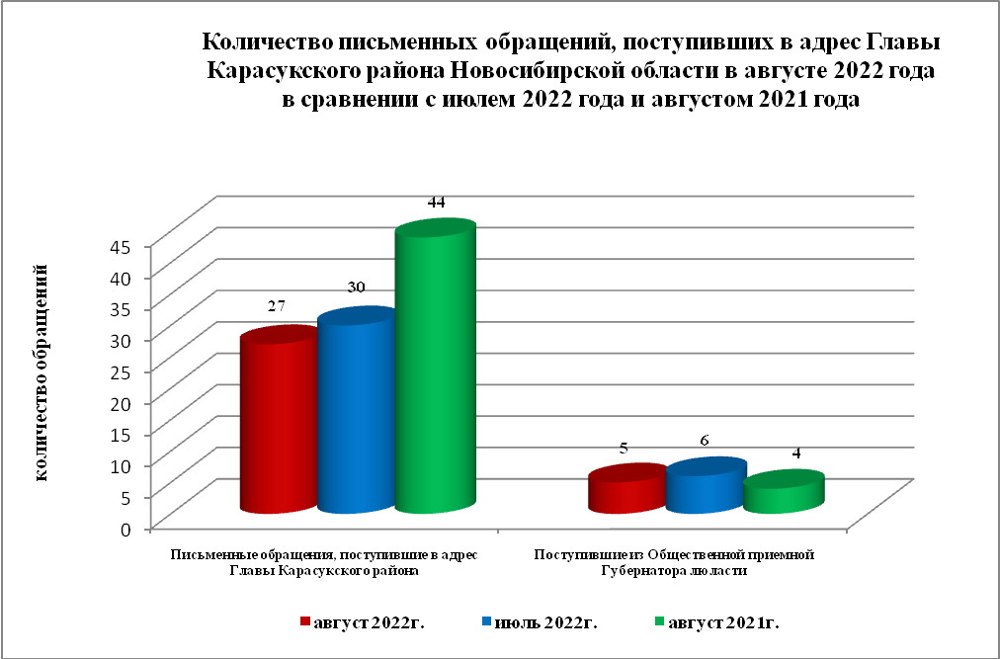 Количество письменных обращений, поступивших в адрес Главы
Карасукского района Новосибирской области в августе 2022 года
в сравнении с июлем 2022 года и августом 2021 года
количество обращений
45
40
35
30
25
20
15
10
5
0
27
30
44
5
6
4
Письменные обращения, поступившие в адрес
Главы Карасукского района
Поступившие из Общественной приемной
Губернатора люласти
август 2022г.
июль 2022г.
август 2021г.